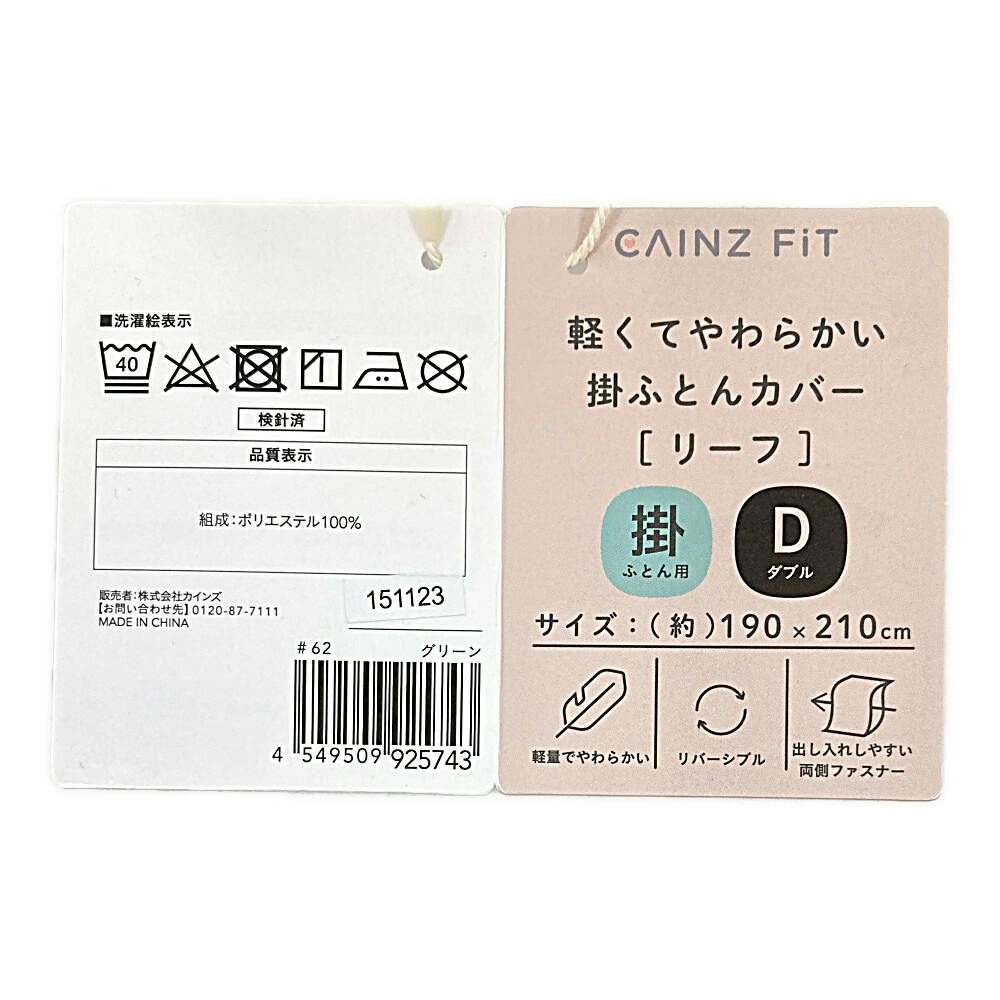 ■洗濯絵表示
40
検針済
品質表示
組成:ポリエステル100%
販売者:株式会社カインズ
【お問い合わせ先】0120-87-7111
MADE IN CHINA
151123
#62 グリーン
4 549509 925743
CAINZ FiT
軽くてやわらかい
掛ふとんカバー
[リーフ]
掛
ふとん用
D
ダブル
サイズ:(約)190×210cm
軽量でやわらかい
リバーシブル
出し入れしやすい
両側ファスナー